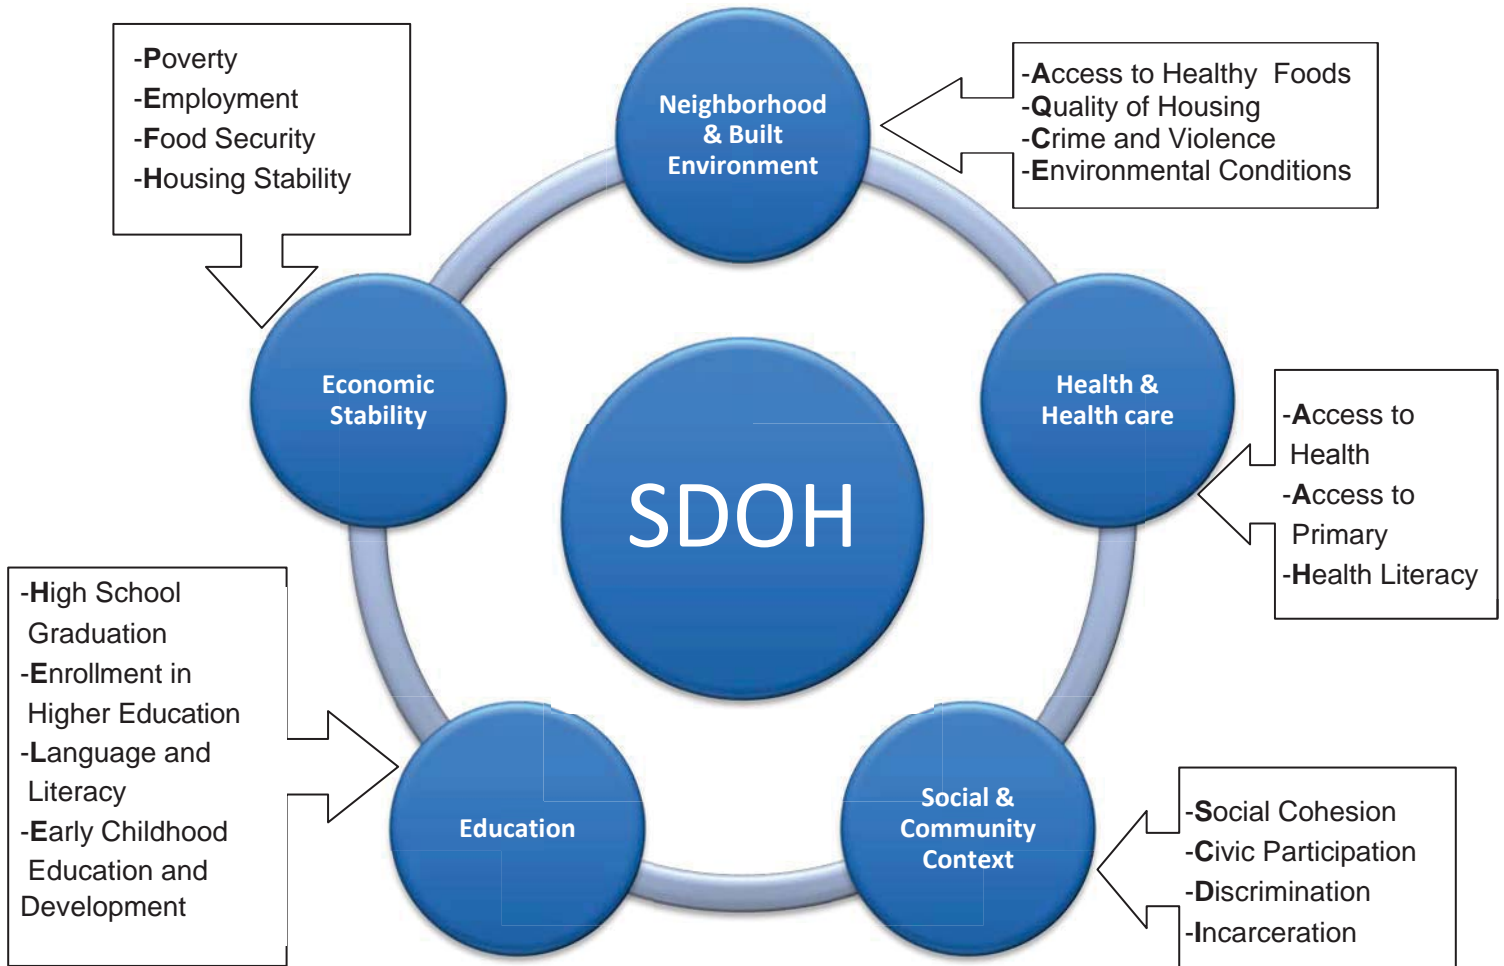 -Poverty
-Employment
-Food Security
-Housing Stability
Neighborhood
& Built
Environment
-Access to Healthy Foods
-Quality of Housing
-Crime and Violence
-Environmental Conditions
Economic
Stability
SDOH
Health &
Health care
-Access to
Health
-Access to
Primary
-Health Literacy
-High School
Graduation
-Enrollment in
Higher Education
-Language and
Literacy
-Early Childhood
Education and
Development
Education
Social &
Community
Context
-Social Cohesion
-Civic Participation
-Discrimination
-Incarceration